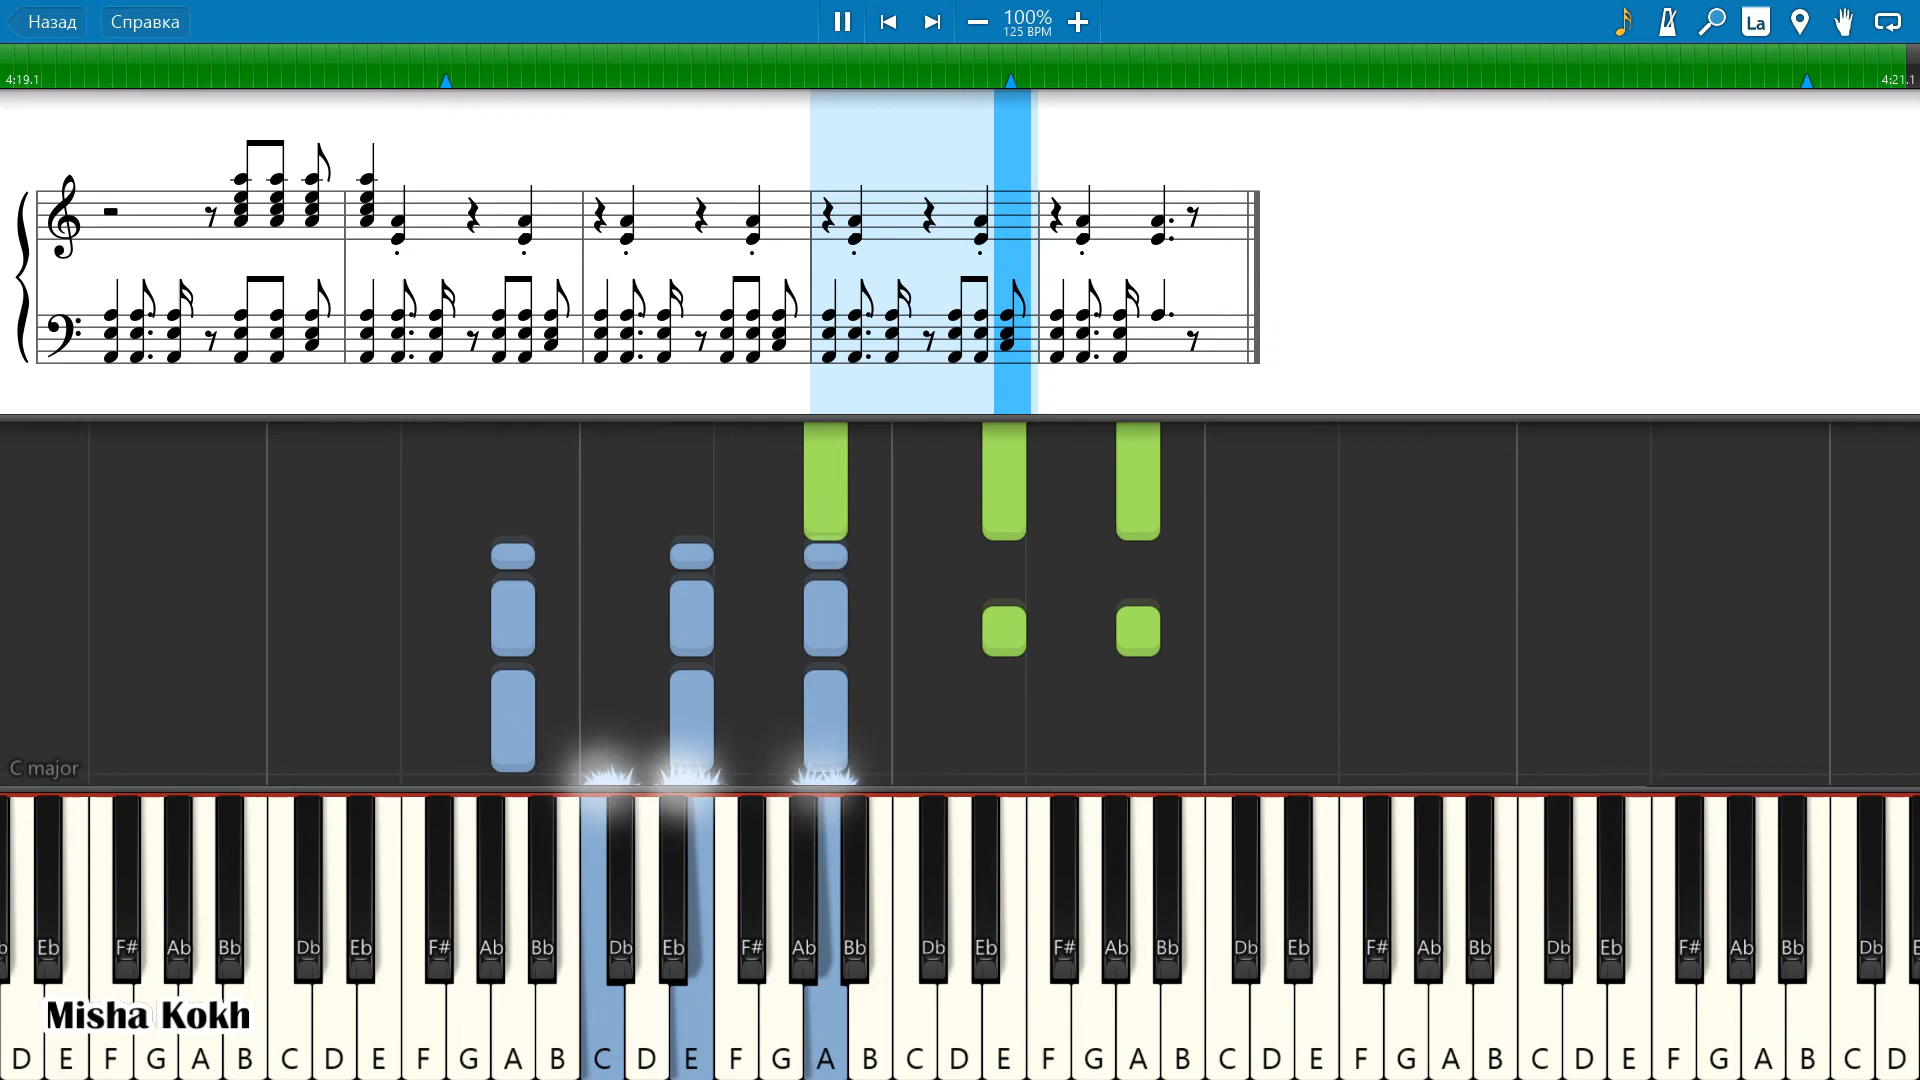 Назад Справка 100%
125 BPM La
4:19.1 4:21.1
C major
Eb F# Ab Bb Db Eb F# Ab Bb Db Eb F# Ab Bb Db Eb F# Ab Bb Db Eb F# Ab Bb Db Eb F# Ab Bb Db
Misha Kokh
D E F G A B C D E F G A B C D E F G A B C D E F G A B C D E F G A B C D E F G A B C D